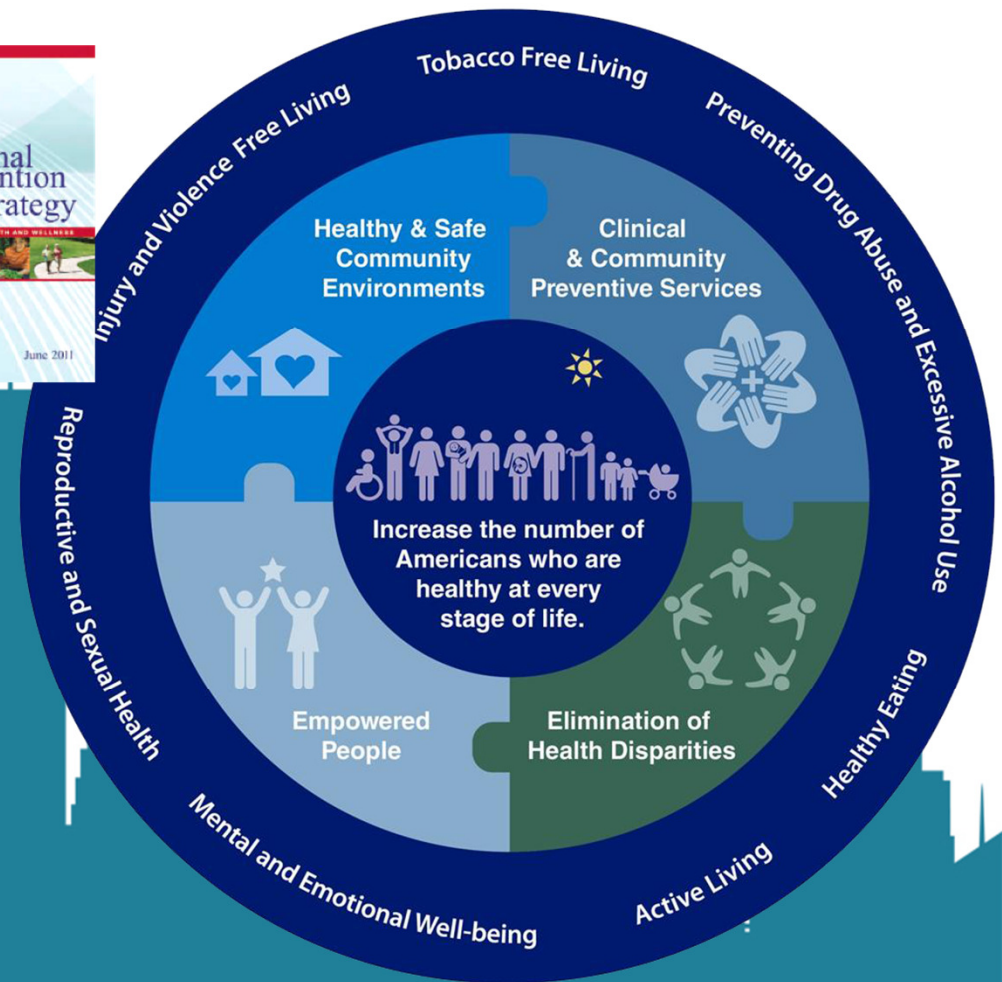 Tobacco Free Living
Preventing Drug Abuse and Excessive Alcohol Use
Healthy Eating
Active Living
Mental and Emotional Well-being
Reproductive and Sexual Health
Injury and Violence Free Living
Healthy & Safe
Community
Environments
Clinical
& Community
Preventive Services
Increase the number of
Americans who are
healthy at every
stage of life.
Empowered
People
Elimination of
Health Disparities
June 2011
AND WELLNESS